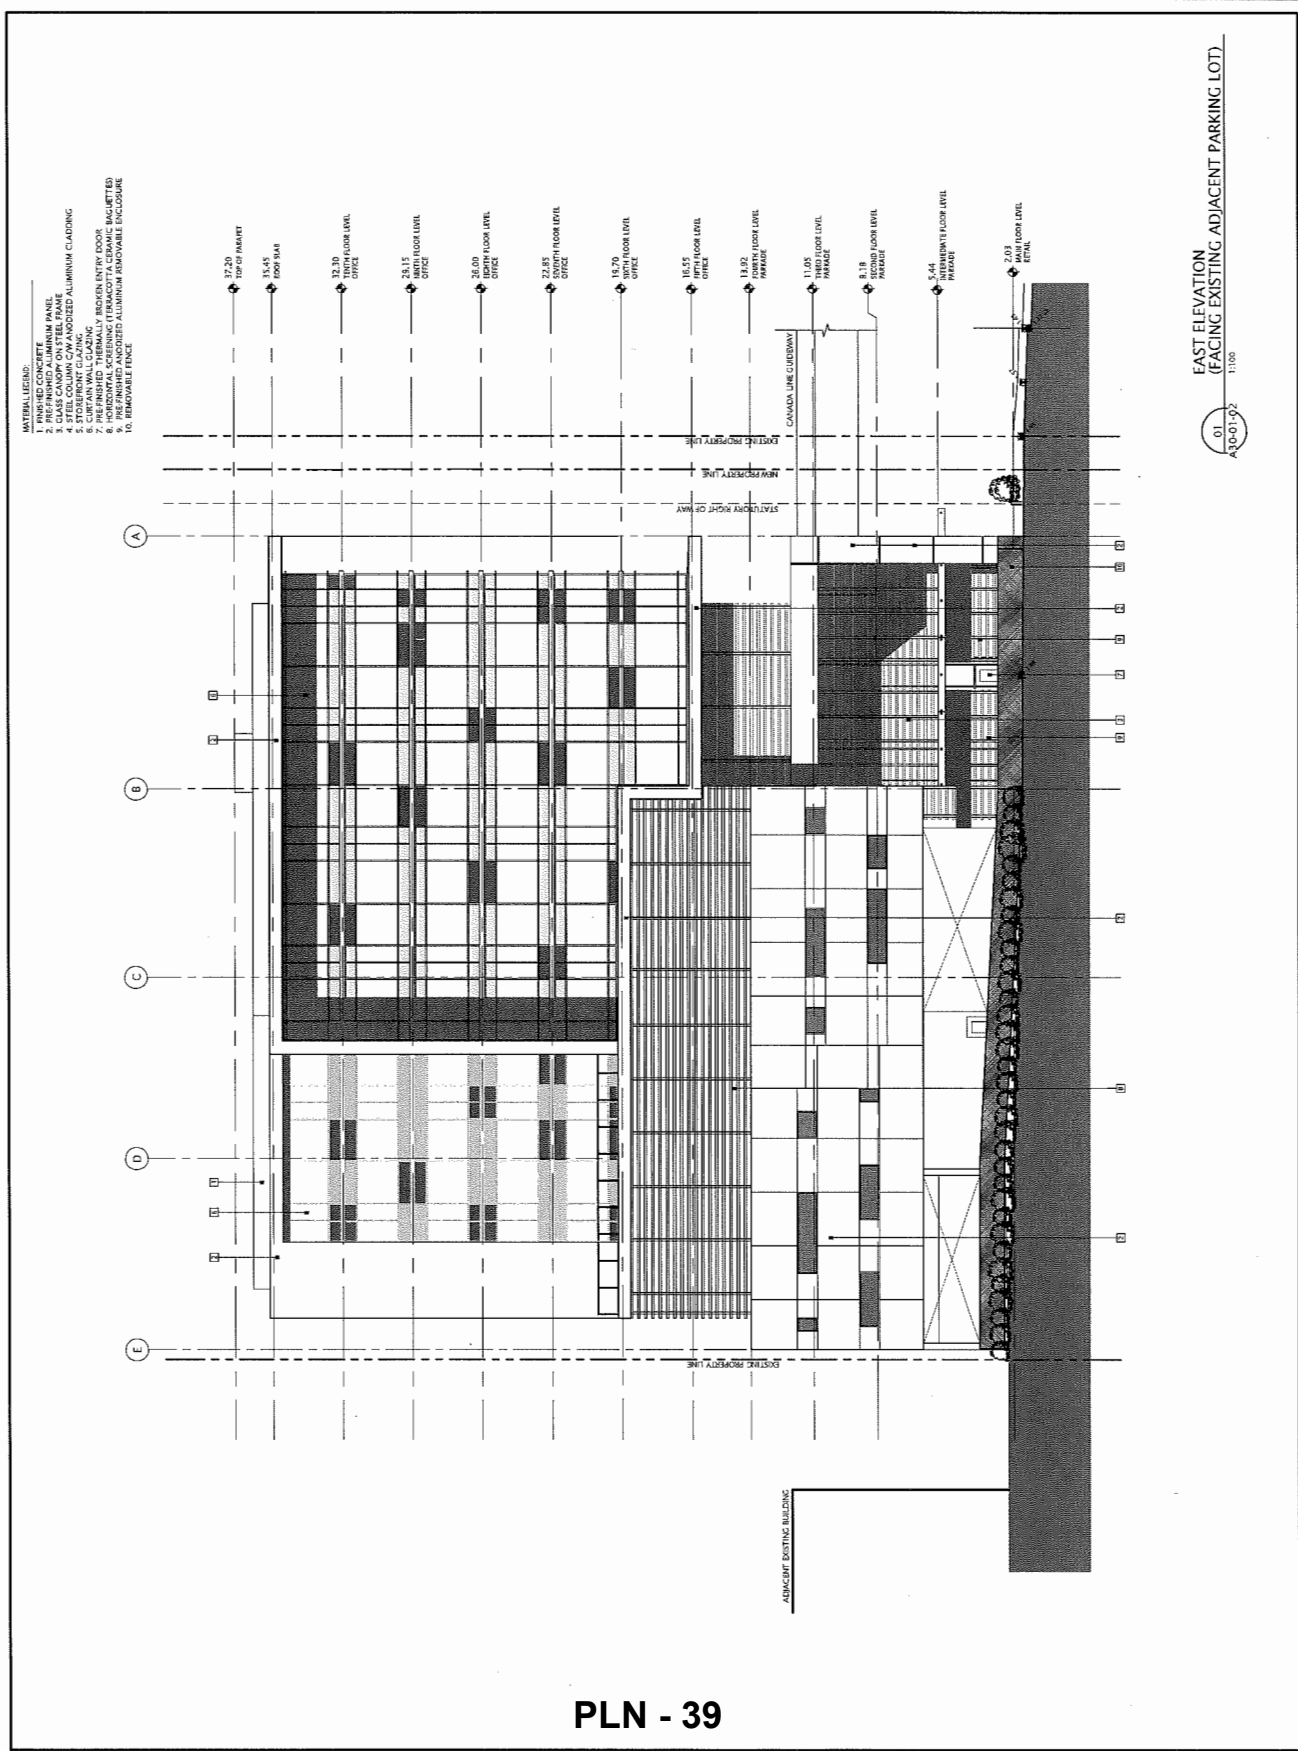 MATERIAL LEGEND:
1. FINISHED CONCRETE
2. PRE-FINISHED ALUMINUM PANEL
3. GLASS CANOPY ON STEEL FRAME
4. STEEL COLUMN C/W ANODIZED ALUMINUM CLADDING
5. STOREFRONT GLAZING
6. CURTAIN WALL GLAZING
7. PRE-FINISHED THERMALLY BROKEN ENTRY DOOR
8. HORIZONTAL SCREENING (TERRACOTTA CERAMIC BAGUETTES)
9. PRE-FINISHED ANODIZED ALUMINUM REMOVABLE ENCLOSURE
10. REMOVABLE FENCE
37.20
TOP OF PARAPET
35.45
ROOF SLAB
32.30
TENTH FLOOR LEVEL
OFFICE
29.15
NINTH FLOOR LEVEL
OFFICE
26.00
EIGHTH FLOOR LEVEL
OFFICE
22.85
SEVENTH FLOOR LEVEL
OFFICE
19.70
SIXTH FLOOR LEVEL
OFFICE
16.55
FIFTH FLOOR LEVEL
OFFICE
13.92
FOURTH FLOOR LEVEL
PARKADE
11.05
THIRD FLOOR LEVEL
PARKADE
8.18
SECOND FLOOR LEVEL
PARKADE
5.44
INTERMEDIATE FLOOR LEVEL
PARKADE
2.03
MAIN FLOOR LEVEL
RETAIL
CANADA LINE GUIDEWAY
EXISTING PROPERTY LINE
NEW PROPERTY LINE
STATUTORY RIGHT OF WAY
A
B
C
D
E
EXISTING PROPERTY LINE
ADJACENT EXISTING BUILDING
EAST ELEVATION
(FACING EXISTING ADJACENT PARKING LOT)
1:100
01
A30-01-02
PLN - 39